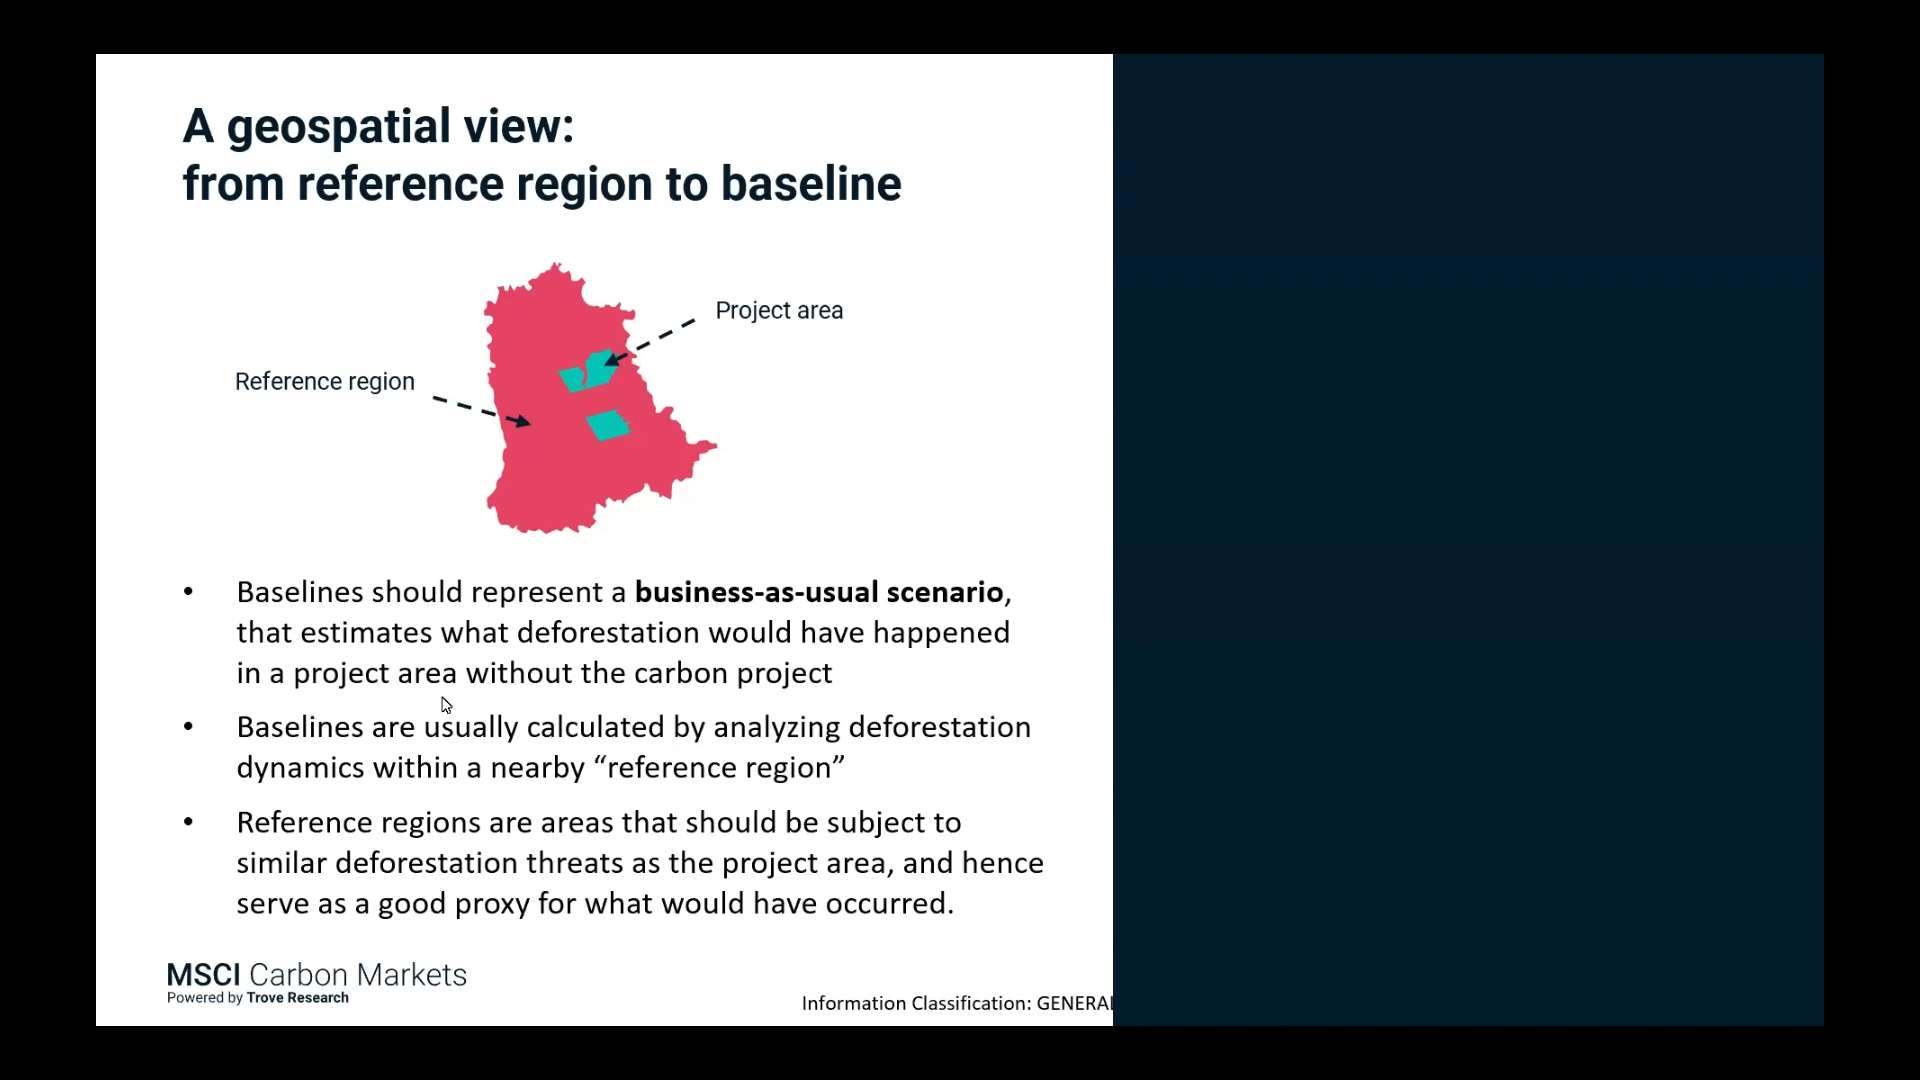 A geospatial view:
from reference region to baseline
Project area
Reference region
• Baselines should represent a business-as-usual scenario,
that estimates what deforestation would have happened
in a project area without the carbon project
• Baselines are usually calculated by analyzing deforestation
dynamics within a nearby “reference region”
• Reference regions are areas that should be subject to
similar deforestation threats as the project area, and hence
serve as a good proxy for what would have occurred.
MSCI Carbon Markets
Powered by Trove Research
Information Classification: GENERAL